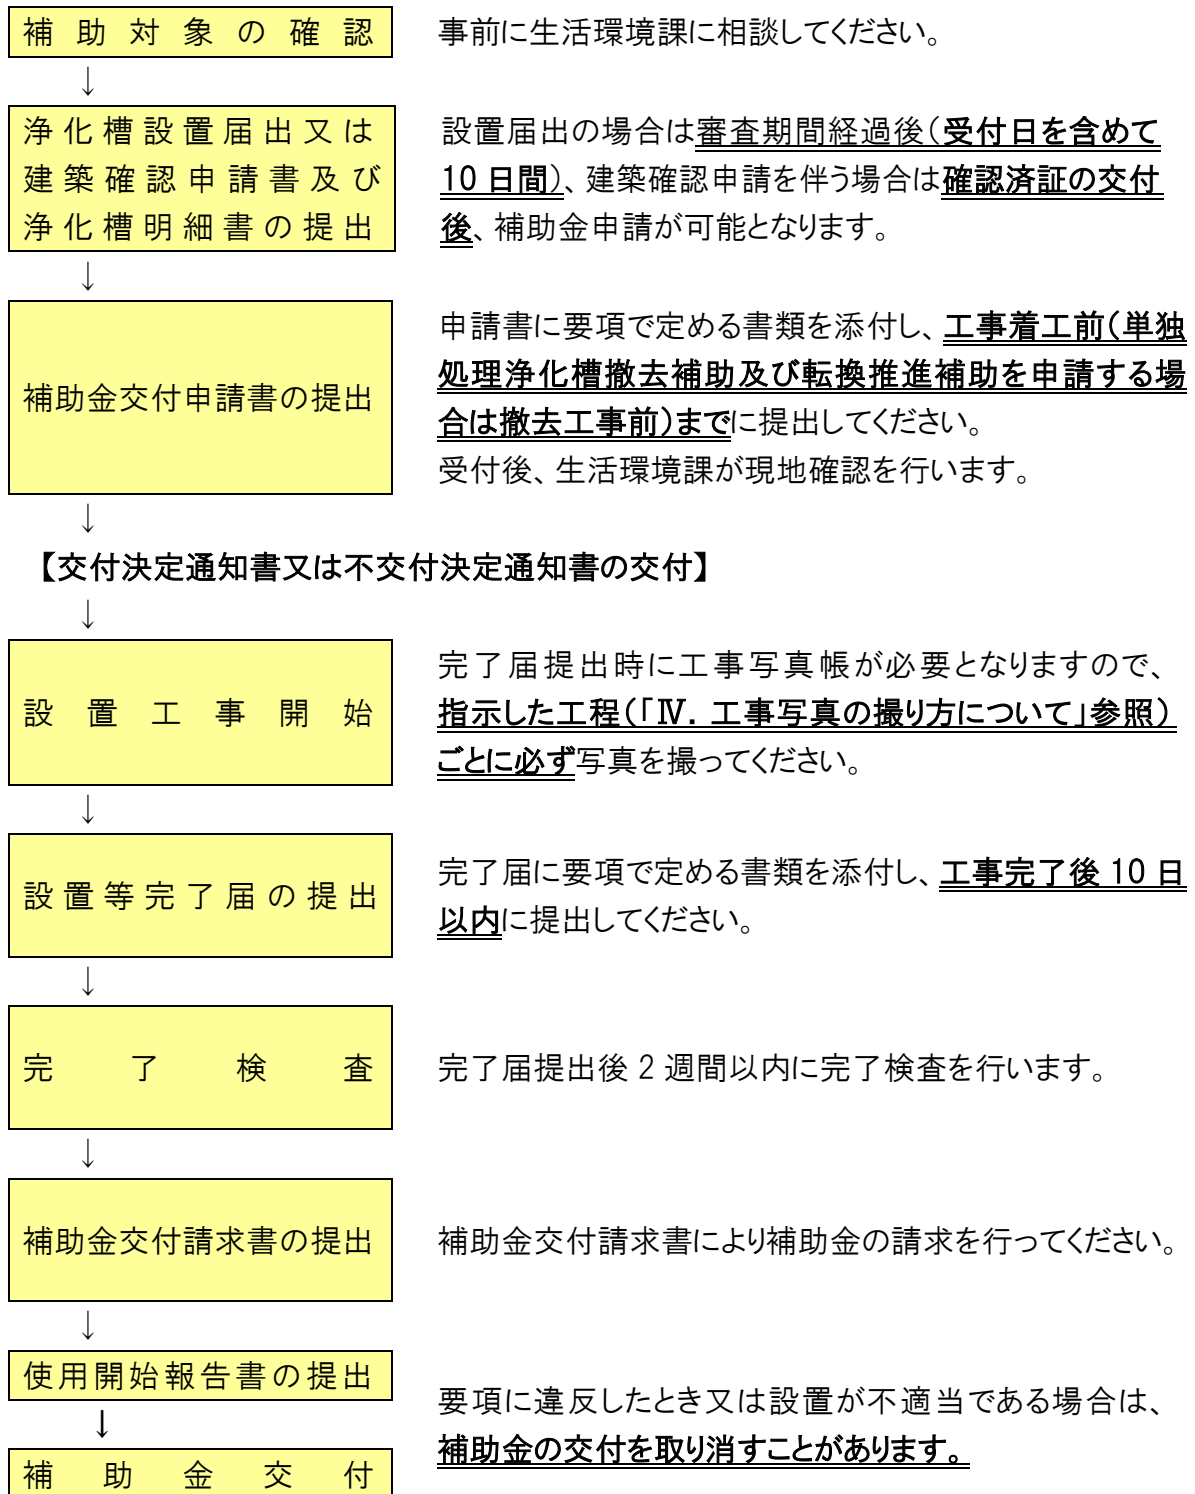 補助対象の確認
事前に生活環境課に相談してください。
↓
浄化槽設置届出又は
建築確認申請書及び
浄化槽明細書の提出
設置届出の場合は審査期間経過後(受付日を含めて
10日間)、建築確認申請を伴う場合は確認済証の交付
後、補助金申請が可能となります。
↓
補助金交付申請書の提出
申請書に要項で定める書類を添付し、工事着工前(単独
処理浄化槽撤去補助及び転換推進補助を申請する場
合は撤去工事前)までに提出してください。
受付後、生活環境課が現地確認を行います。
↓
【交付決定通知書又は不交付決定通知書の交付】
↓
設置工事開始
完了届提出時に工事写真帳が必要となりますので、
指示した工程(「Ⅳ.工事写真の撮り方について」参照)
ごとに必ず写真を撮ってください。
↓
設置等完了届の提出
完了届に要項で定める書類を添付し、工事完了後10日
以内に提出してください。
↓
完了検査
完了届提出後2週間以内に完了検査を行います。
↓
補助金交付請求書の提出
補助金交付請求書により補助金の請求を行ってください。
↓
使用開始報告書の提出
↓
補助金交付
要項に違反したとき又は設置が不適当である場合は、
補助金の交付を取り消すことがあります。